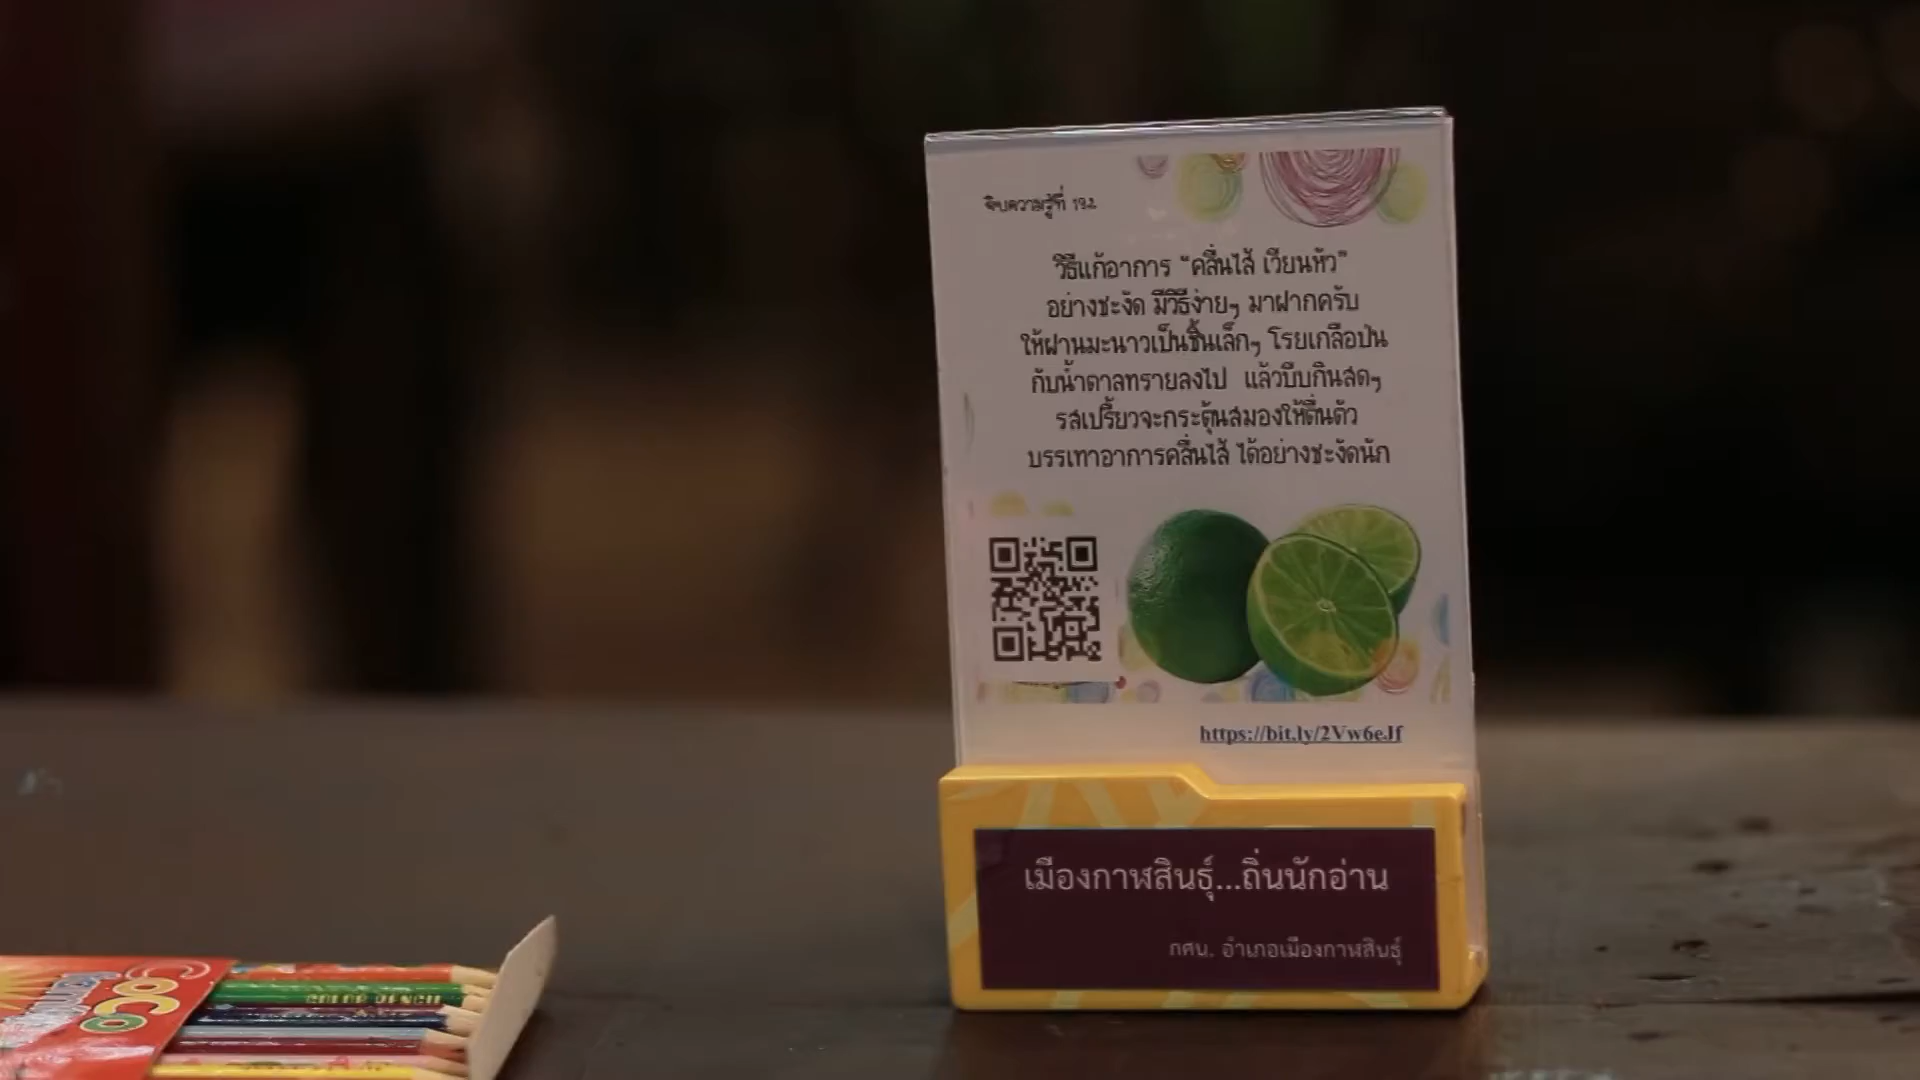 จิบความรู้ที่ 192
วิธีแก้อาการ "คลื่นไส้ เวียนหัว"
อย่างชะงัด มีวิธีง่ายๆ มาฝากครับ
ให้ฝานมะนาวเป็นชิ้นเล็กๆ โรยเกลือป่น
กับน้ำตาลทรายลงไป แล้วบีบกินสดๆ
รสเปรี้ยวจะกระตุ้นสมองให้ตื่นตัว
บรรเทาอาการคลื่นไส้ ได้อย่างชะงัดนัก
https://bit.ly/2Vw6eJf
เมืองกาฬสินธุ์...ถิ่นนักอ่าน
กศน. อำเภอเมืองกาฬสินธุ์
CoCo
COLOR PENCIL